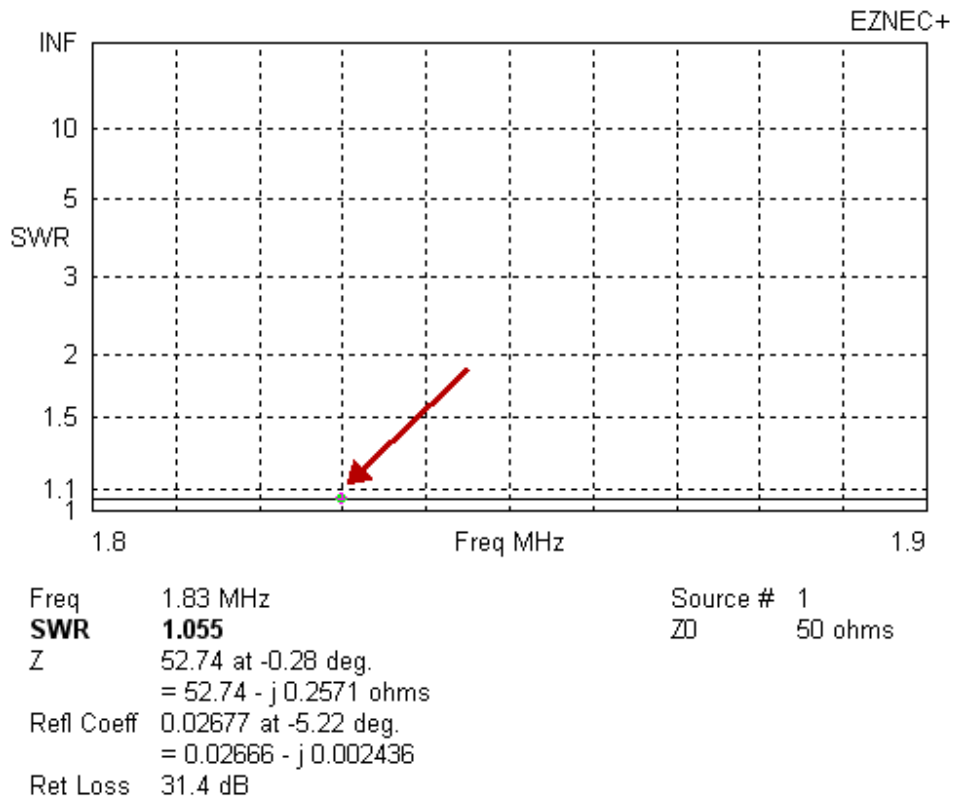 EZNEC+
INF
10
5
SWR
3
2
1.5
1.1
1
1.8 Freq MHz 1.9
Freq 1.83 MHz Source # 1
SWR 1.055 Z0 50 ohms
Z 52.74 at -0.28 deg.
= 52.74 - j 0.2571 ohms
Refl Coeff 0.02677 at -5.22 deg.
= 0.02666 - j 0.002436
Ret Loss 31.4 dB